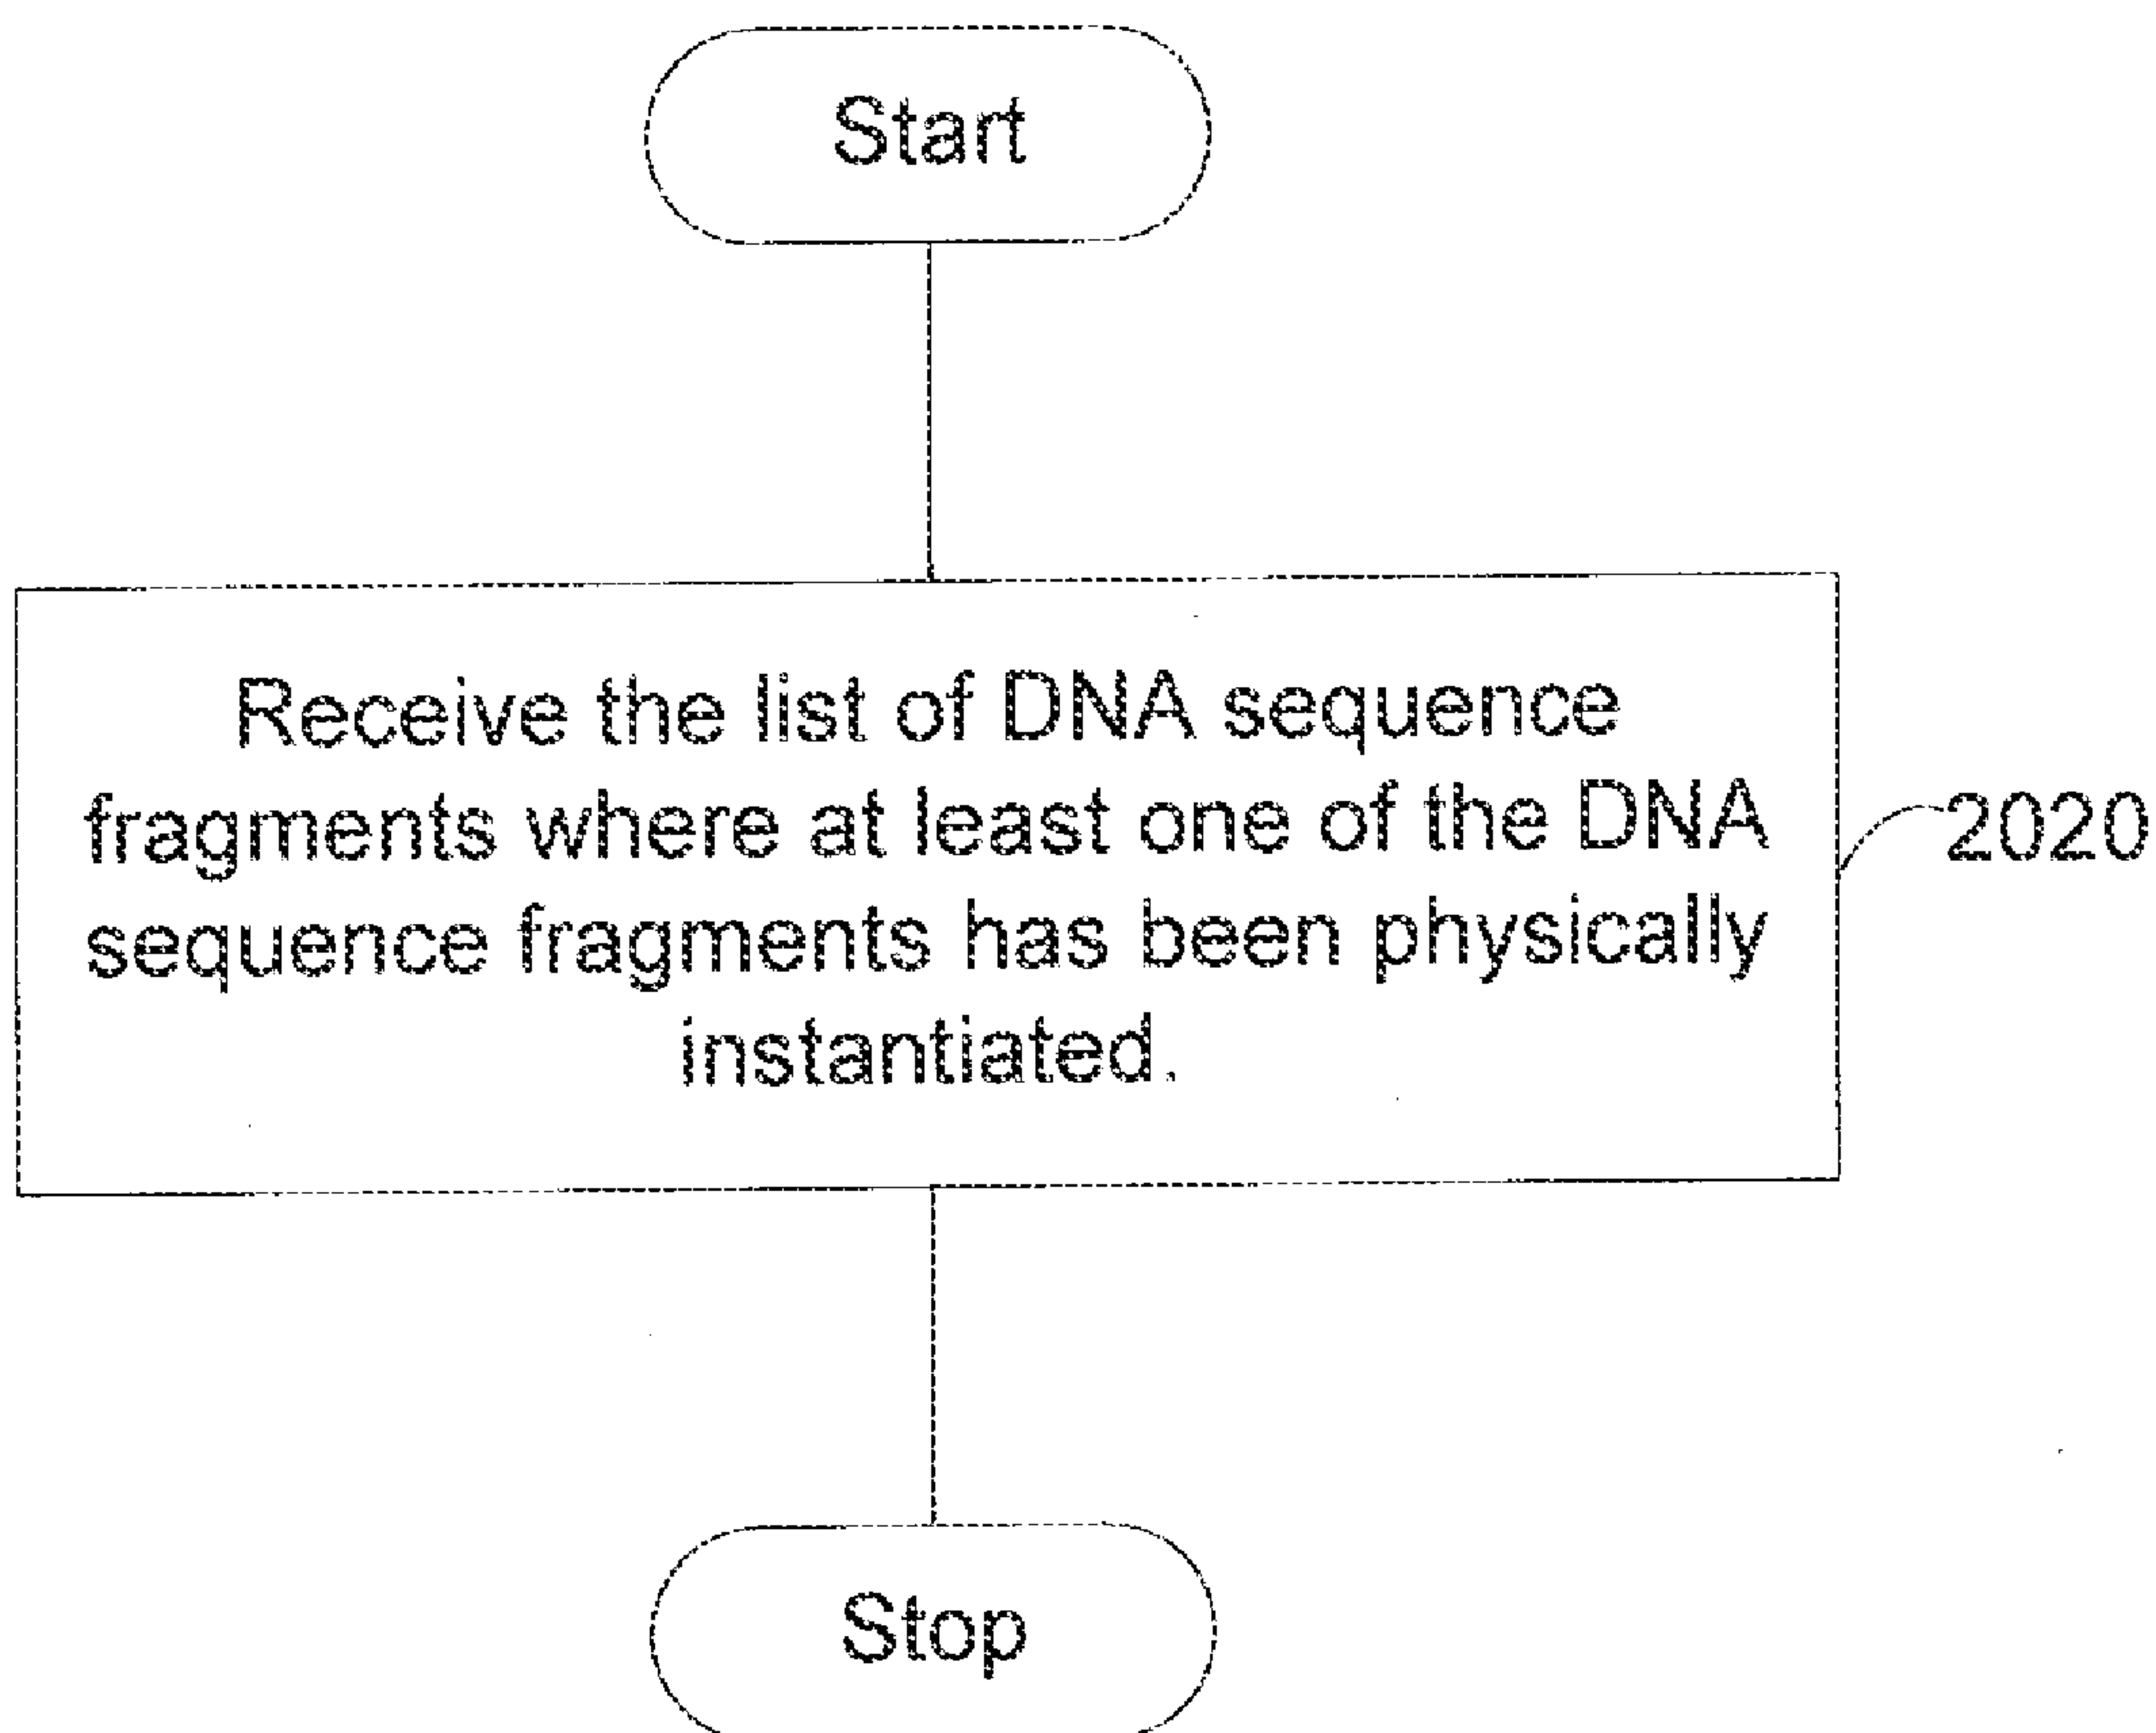 Start
Receive the list of DNA sequence
fragments where at least one of the DNA
sequence fragments has been physically
instantiated.
2020
Stop